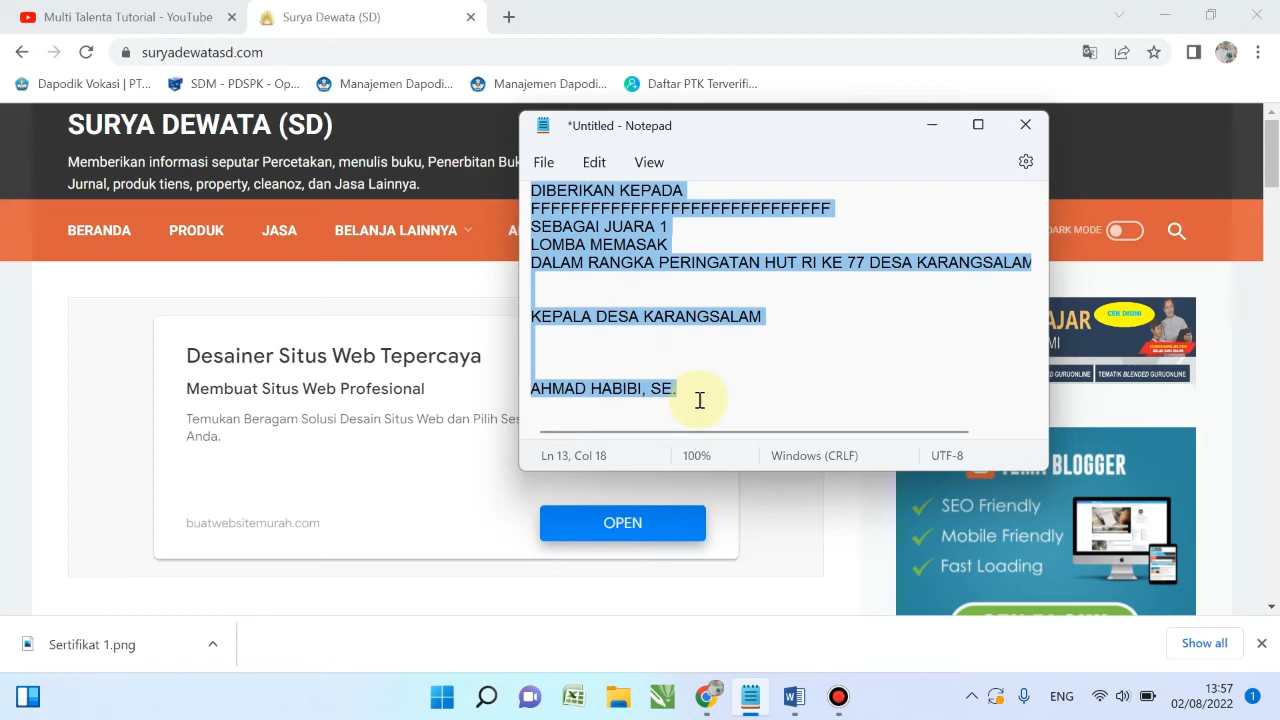 Multi Talenta Tutorial - YouTube
Surya Dewata (SD)
suryadewatasd.com
Dapodik Vokasi | PT...
SDM - PDSPK - Op...
Manajemen Dapodi...
Manajemen Dapodi...
Daftar PTK Terverifi...
SURYA DEWATA (SD)
Memberikan informasi seputar Percetakan, menulis buku, Penerbitan
Jurnal, produk tiens, property, cleanoz, dan Jasa Lainnya.
BERANDA
PRODUK
JASA
BELANJA LAINNYA
DARK MODE
*Untitled - Notepad
File
Edit
View
DIBERIKAN KEPADA
FFFFFFFFFFFFFFFFFFFFFFFFFFFFFF
SEBAGAI JUARA 1
LOMBA MEMASAK
DALAM RANGKA PERINGATAN HUT RI KE 77 DESA KARANGSALAM
KEPALA DESA KARANGSALAM
AHMAD HABIBI, SE.
Ln 13, Col 18
100%
Windows (CRLF)
UTF-8
Desainer Situs Web Tepercaya
Membuat Situs Web Profesional
Temukan Beragam Solusi Desain Situs Web dan Pilih
Anda.
buatwebsitemurah.com
OPEN
CEK DISINI
TEMATIK BLENDED GURUONLINE
BLOGGER
SEO Friendly
Mobile Friendly
Fast Loading
Sertifikat 1.png
Show all
ENG
13:57
02/08/2022
1